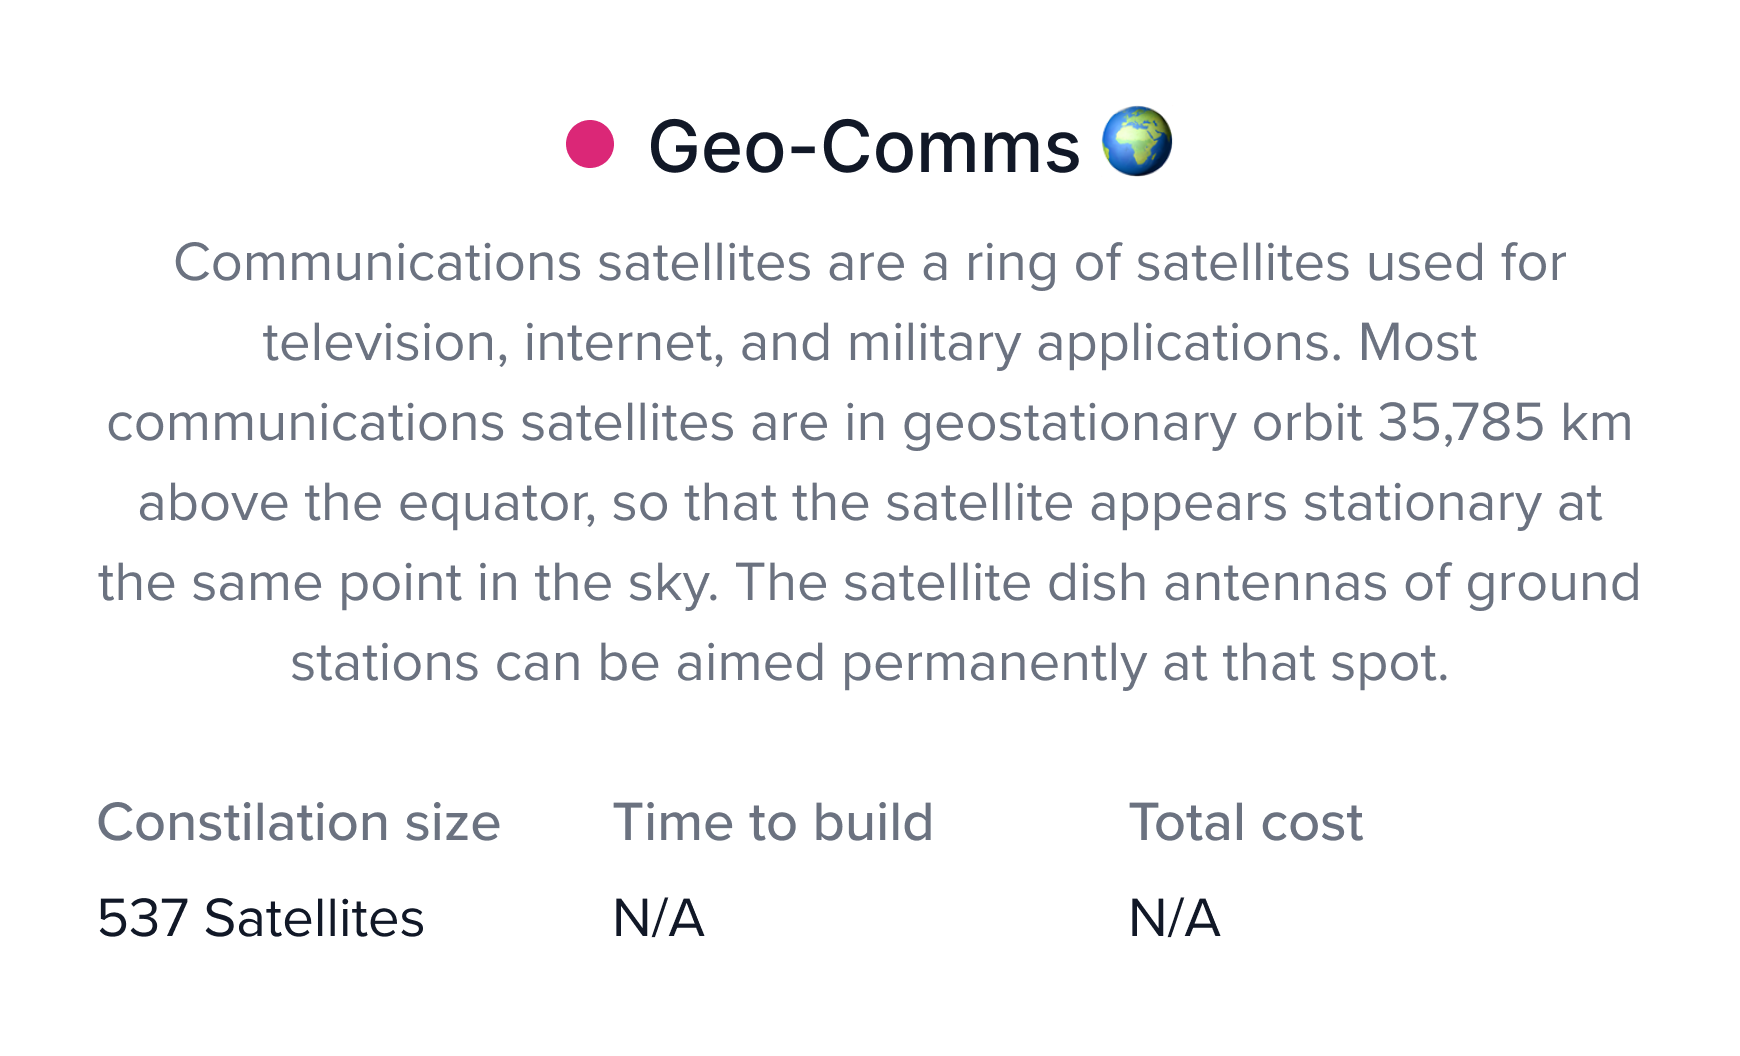 Geo-Comms 🌍
Communications satellites are a ring of satellites used for
television, internet, and military applications. Most
communications satellites are in geostationary orbit 35,785 km
above the equator, so that the satellite appears stationary at
the same point in the sky. The satellite dish antennas of ground
stations can be aimed permanently at that spot.
Constilation size
537 Satellites
Time to build
N/A
Total cost
N/A